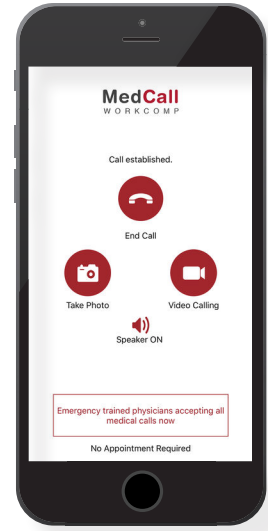 MedCall
WORKCOMP
Call established.
End Call
Take Photo
Video Calling
Speaker ON
Emergency trained physicians accepting all
medical calls now
No Appointment Required